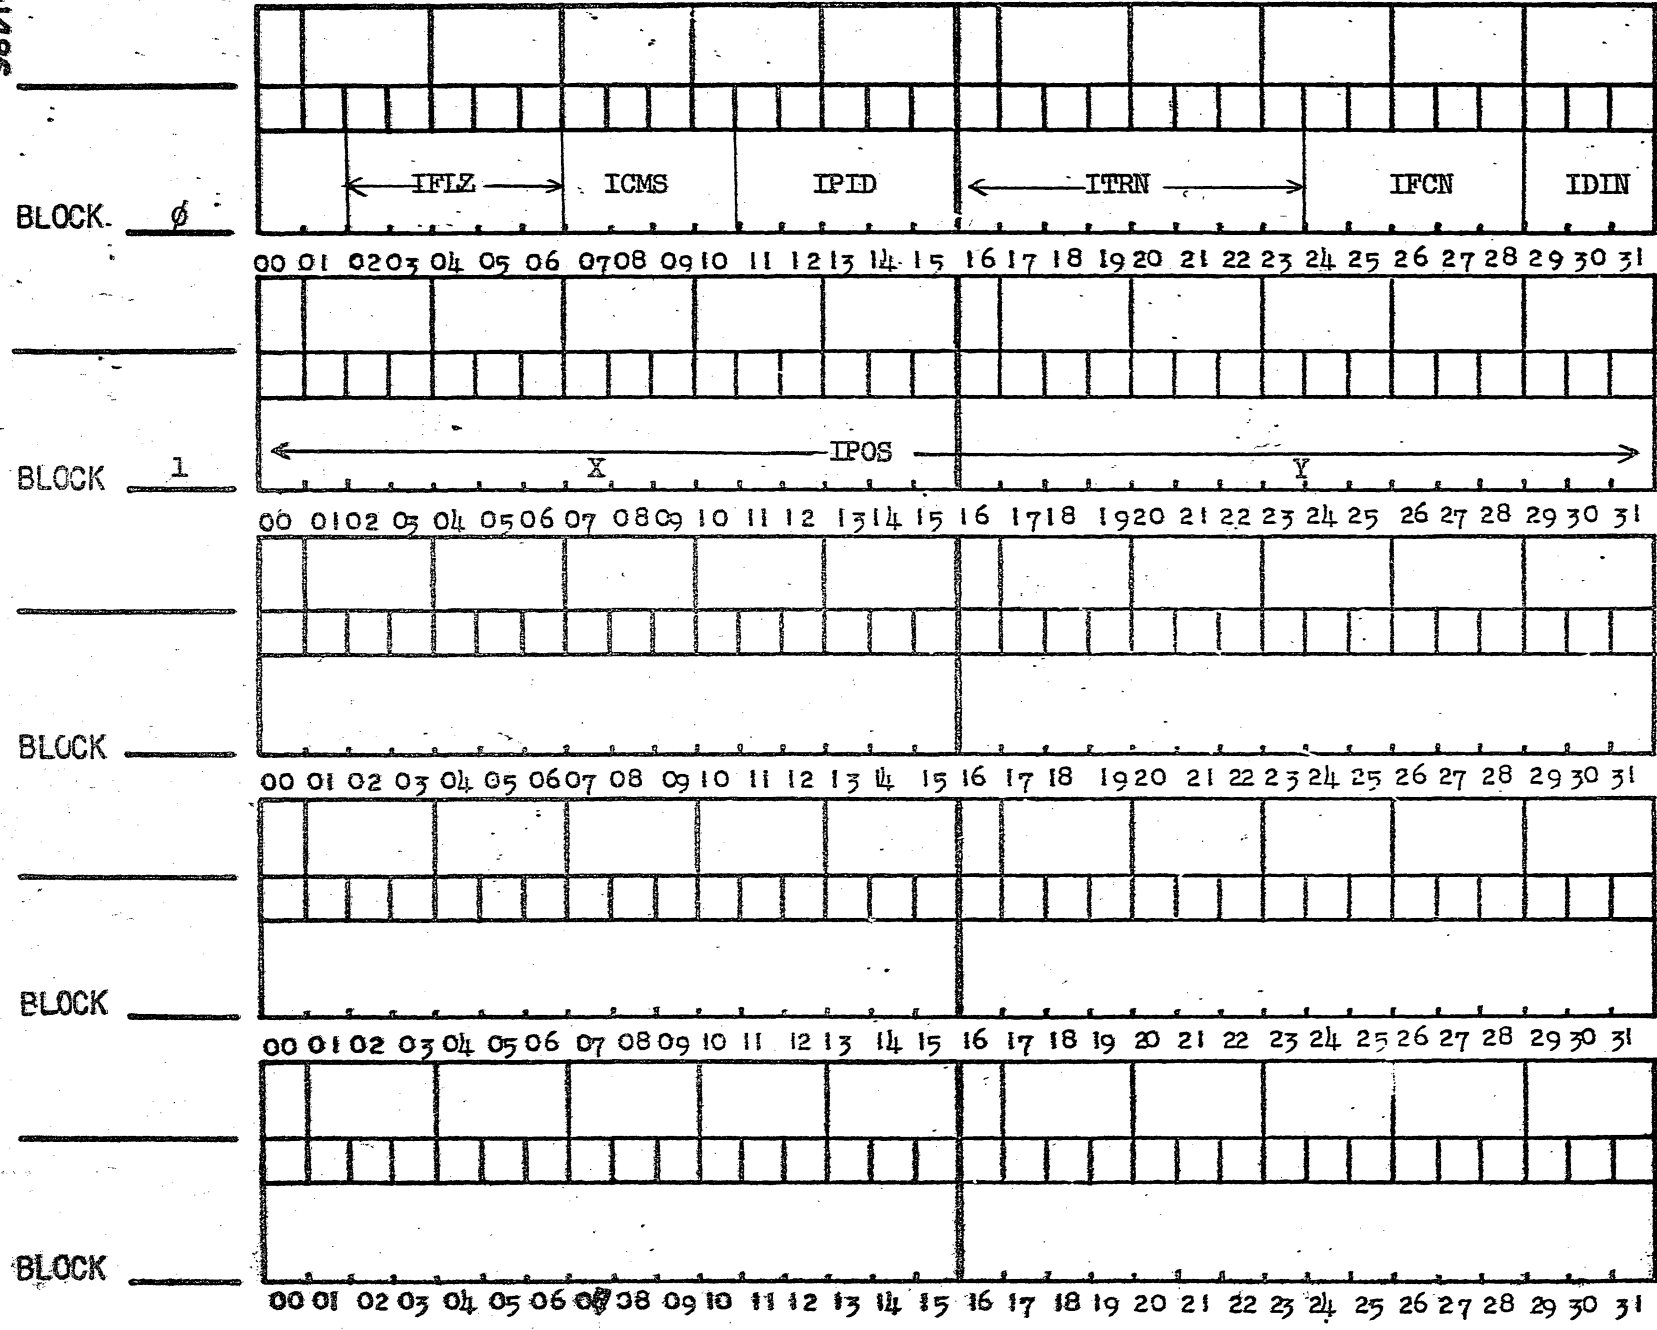 IFLZ ICMS IPID ITRN IFCN IDIN
BLOCK ø
00 01 02 03 04 05 06 07 08 09 10 11 12 13 14 15 16 17 18 19 20 21 22 23 24 25 26 27 28 29 30 31
IPOS
BLOCK 1 X Y
00 01 02 03 04 05 06 07 08 09 10 11 12 13 14 15 16 17 18 19 20 21 22 23 24 25 26 27 28 29 30 31
BLOCK
00 01 02 03 04 05 06 07 08 09 10 11 12 13 14 15 16 17 18 19 20 21 22 23 24 25 26 27 28 29 30 31
BLOCK
00 01 02 03 04 05 06 07 08 09 10 11 12 13 14 15 16 17 18 19 20 21 22 23 24 25 26 27 28 29 30 31
BLOCK
00 01 02 03 04 05 06 07 08 09 10 11 12 13 14 15 16 17 18 19 20 21 22 23 24 25 26 27 28 29 30 31